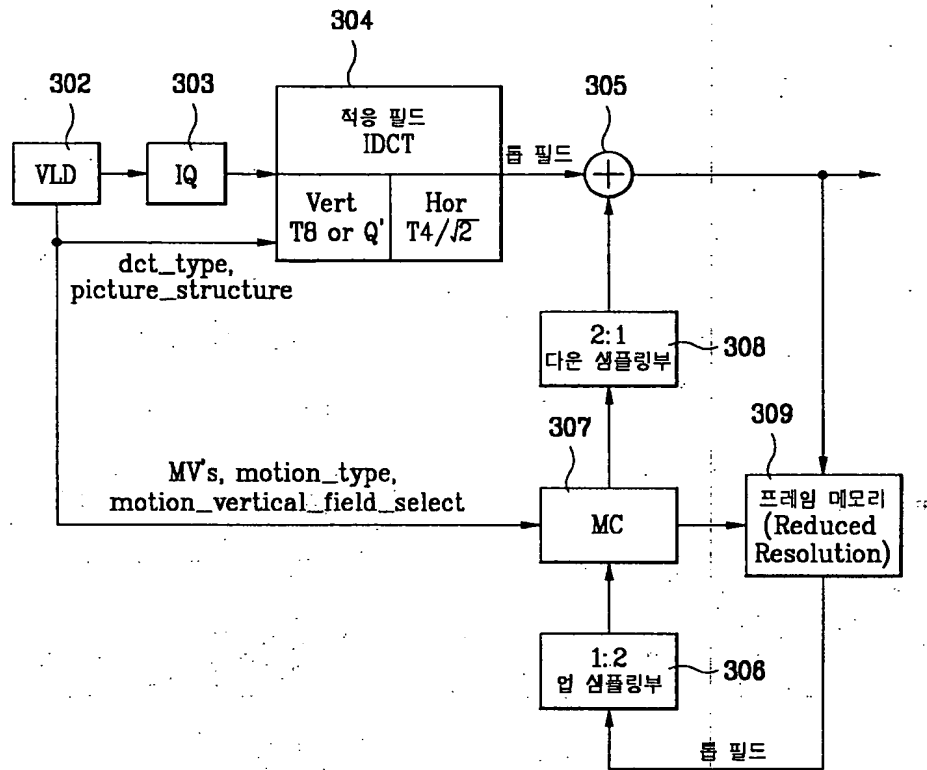 304
302
303
305
적응 필드
IDCT
톱 필드
VLD
IQ
Vert
T8 or Q'
Hor
T4/√2
dct_type,
picture_structure
2:1
다운 샘플링부
308
307
309
MV's, motion_type,
motion_vertical_field_select
MC
프레임 메모리
(Reduced
Resolution)
1:2
업 샘플링부
306
톱 필드